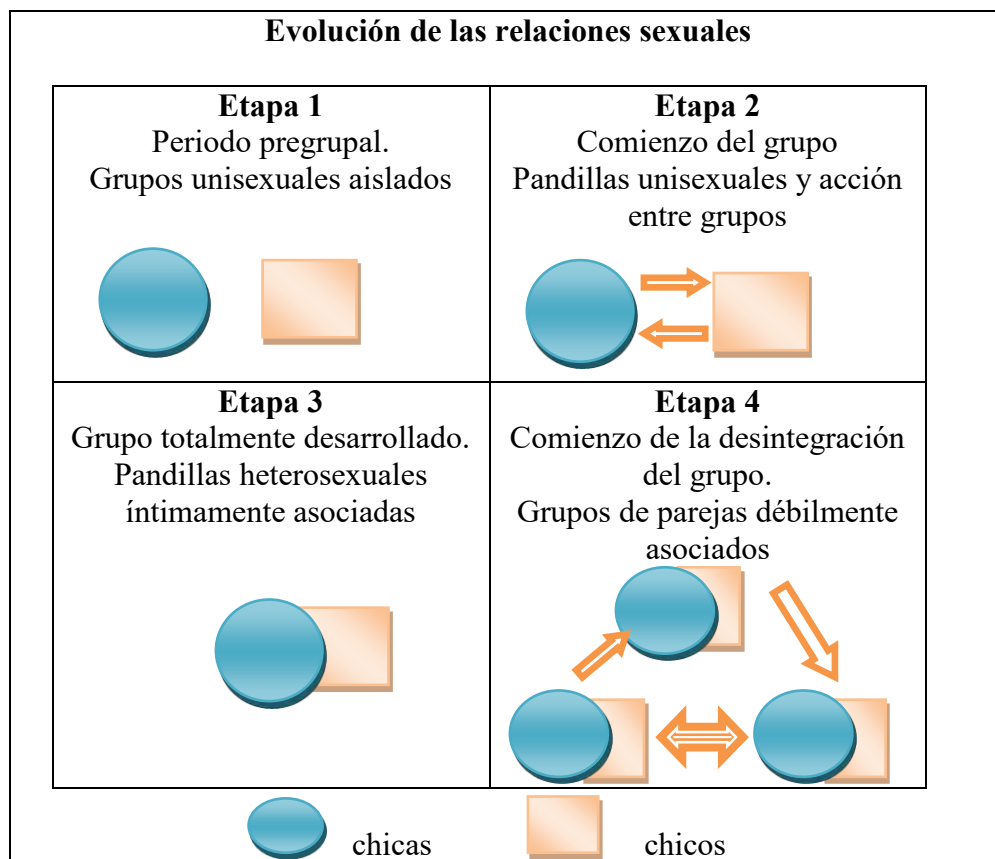 Evolución de las relaciones sexuales
Etapa 1
Periodo pregrupal.
Grupos unisexuales aislados
Etapa 2
Comienzo del grupo
Pandillas unisexuales y acción
entre grupos
Etapa 3
Grupo totalmente desarrollado.
Pandillas heterosexuales
íntimamente asociadas
Etapa 4
Comienzo de la desintegración
del grupo.
Grupos de parejas débilmente
asociados
chicas
chicos